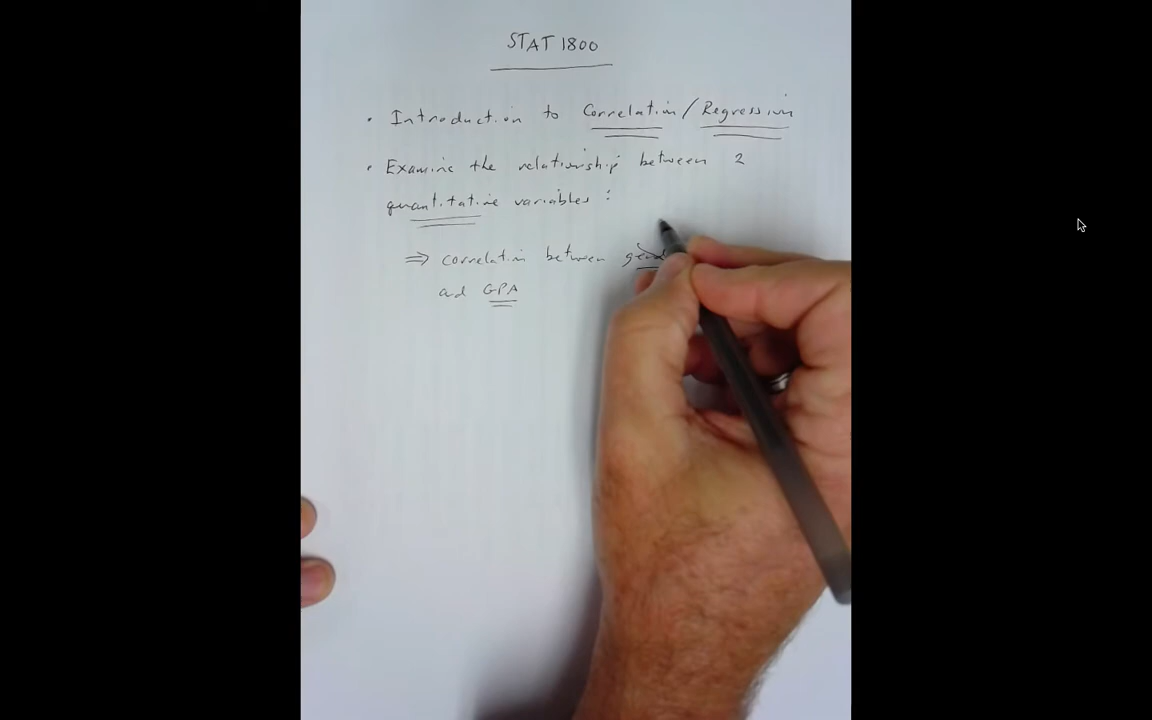 STAT 1800
• Introduction to Correlation/Regression
• Examine the relationship between 2
quantitative variables :
⇒ correlation between
and GPA